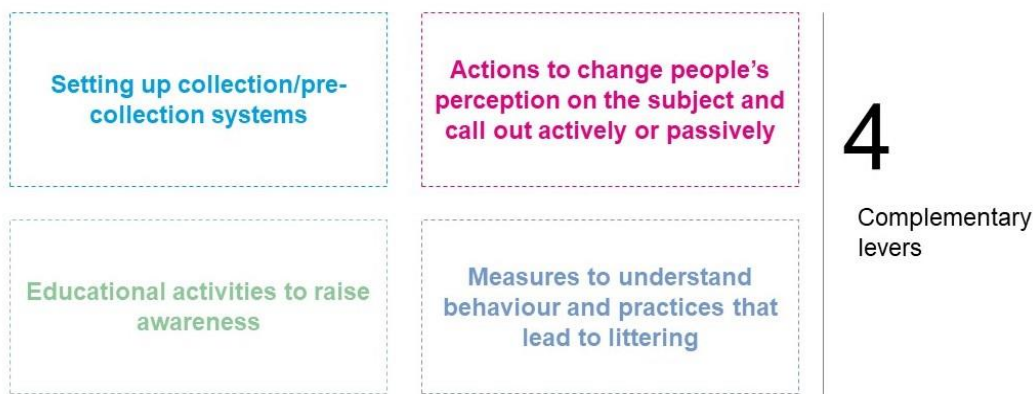 Setting up collection/pre-
collection systems
Actions to change people’s
perception on the subject and
call out actively or passively
Educational activities to raise
awareness
Measures to understand
behaviour and practices that
lead to littering
4
Complementary
levers